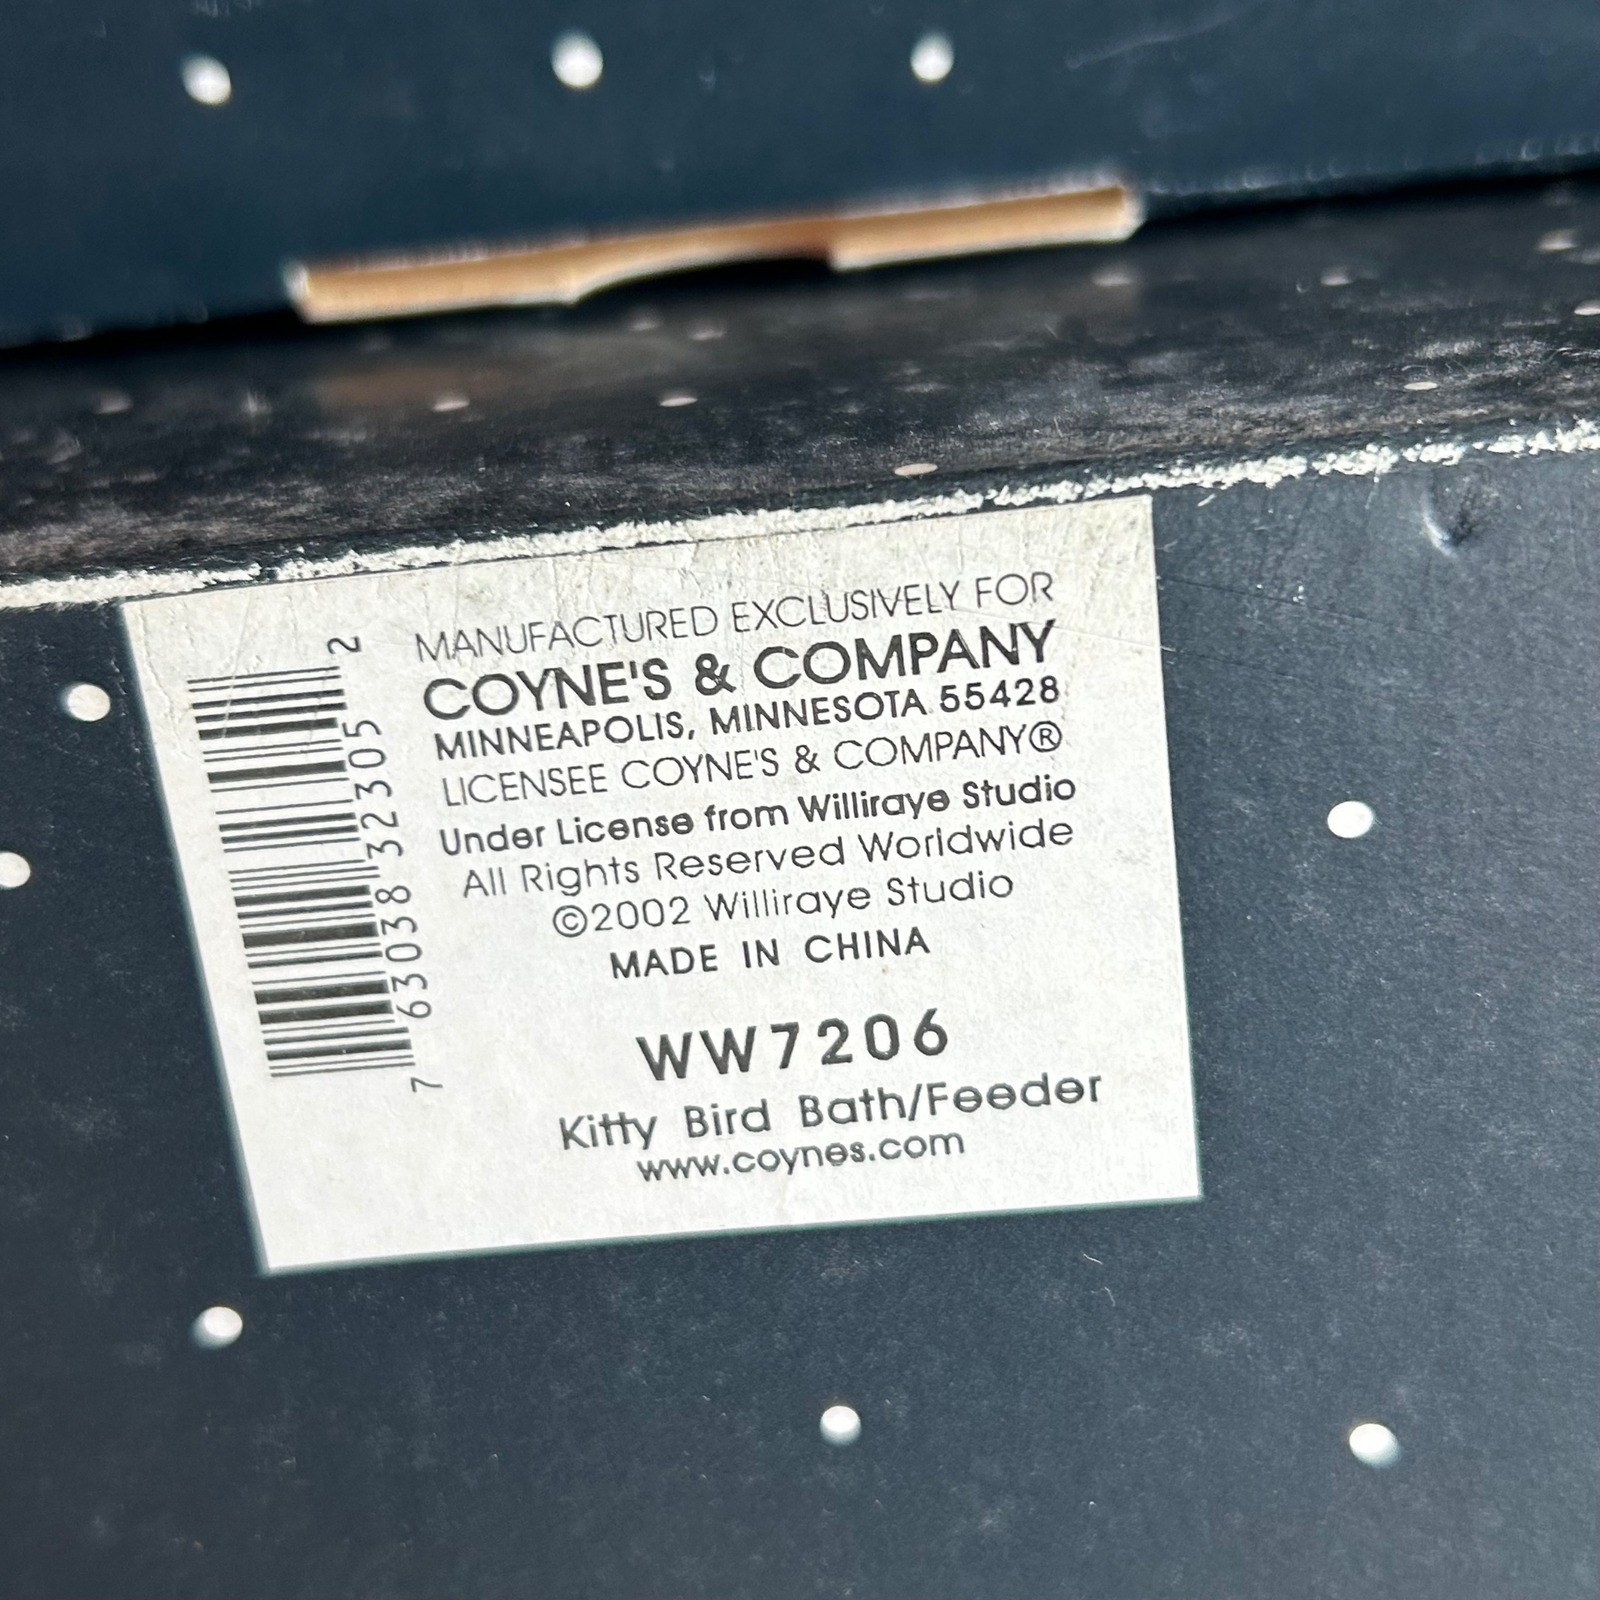 MANUFACTURED EXCLUSIVELY FOR
COYNE'S & COMPANY
MINNEAPOLIS, MINNESOTA 55428
LICENSEE COYNE'S & COMPANY®
Under License from Williraye Studio
All Rights Reserved Worldwide
©2002 Williraye Studio
MADE IN CHINA
WW7206
Kitty Bird Bath/Feeder
www.coynes.com
7 63038 32305 2